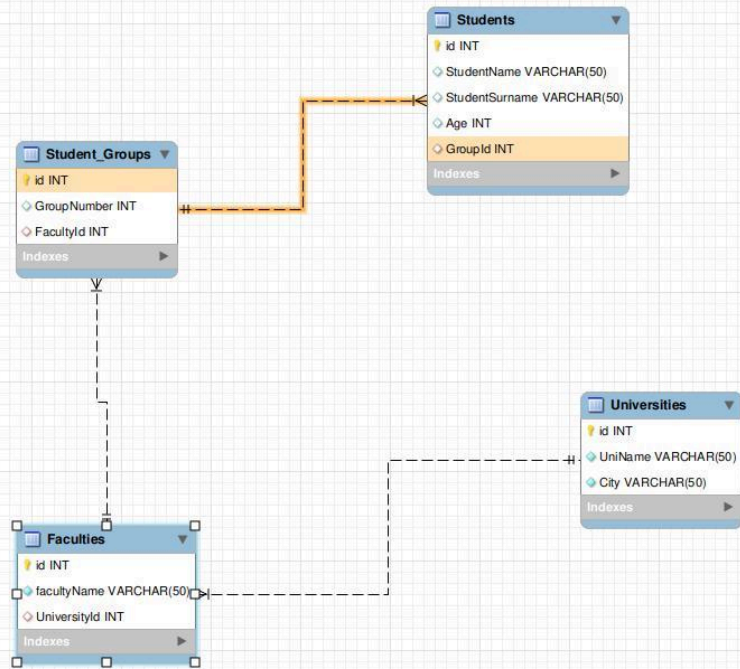 Students
id INT
StudentName VARCHAR(50)
StudentSurname VARCHAR(50)
Age INT
GroupId INT
Indexes
Student_Groups
id INT
GroupNumber INT
FacultyId INT
Indexes
Universities
id INT
UniName VARCHAR(50)
City VARCHAR(50)
Indexes
Faculties
id INT
facultyName VARCHAR(50)
UniversityId INT
Indexes